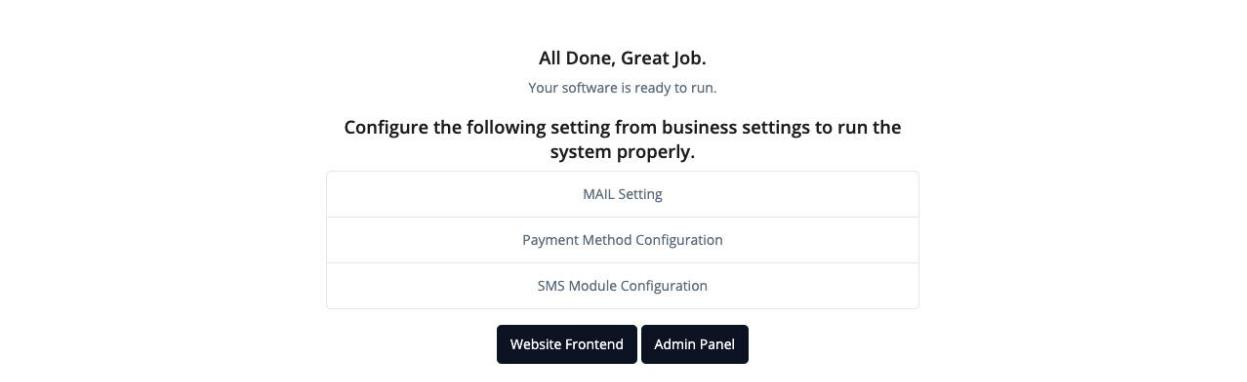 All Done, Great Job.
Your software is ready to run.
Configure the following setting from business settings to run the
system properly.
MAIL Setting
Payment Method Configuration
SMS Module Configuration
Website Frontend
Admin Panel